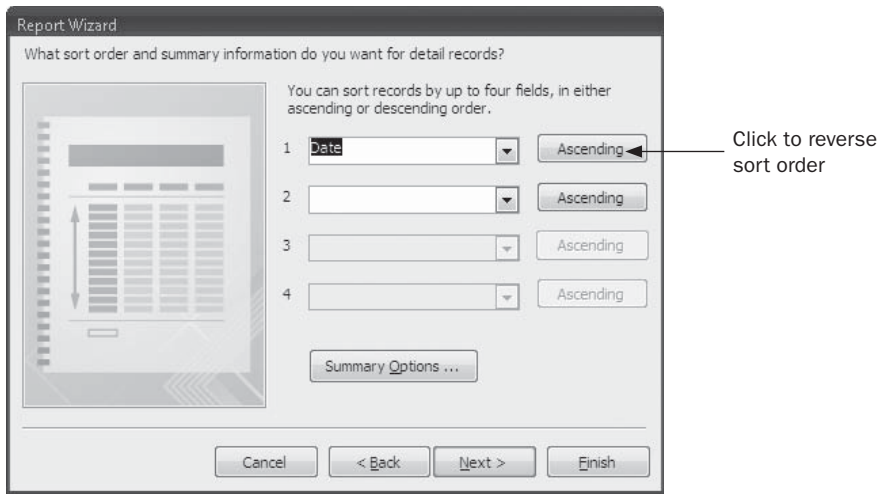 Report Wizard
What sort order and summary information do you want for detail records?
You can sort records by up to four fields, in either
ascending or descending order.
1 Date Ascending
Click to reverse
sort order
2 Ascending
3 Ascending
4 Ascending
Summary Options ...
Cancel < Back Next > Finish